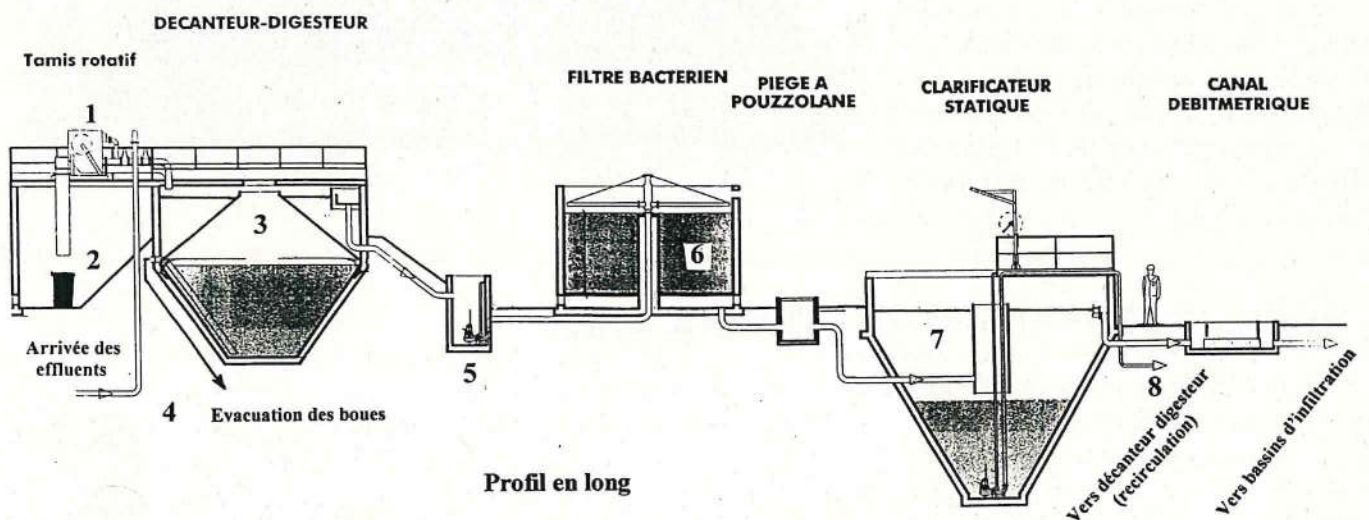 DECANTEUR-DIGESTEUR
Tamis rotatif
FILTRE BACTERIEN
PIEGE A
POUZZOLANE
CLARIFICATEUR
STATIQUE
CANAL
DEBITMETRIQUE
1
2
3
6
7
Arrivée des
effluents
4
Evacuation des boues
5
8
Vers décanteur digesteur
(recirculation)
Vers bassins d'infiltration
Profil en long